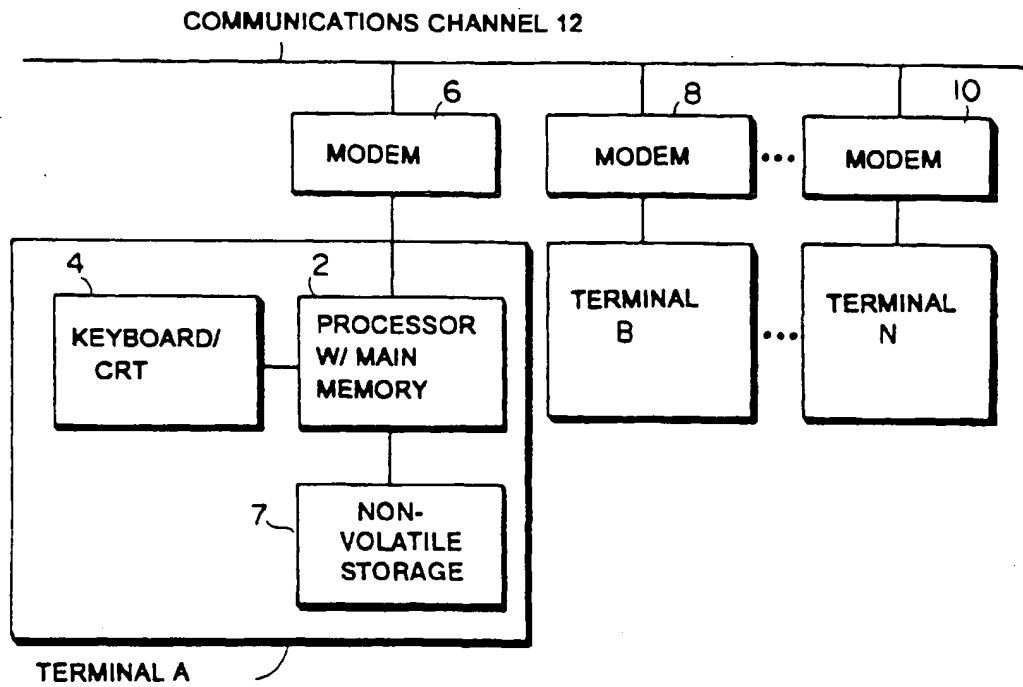 COMMUNICATIONS CHANNEL 12
6
8
10
MODEM
MODEM
•••
MODEM
4
2
KEYBOARD/
CRT
PROCESSOR
W/ MAIN
MEMORY
TERMINAL
B
•••
TERMINAL
N
7
NON-
VOLATILE
STORAGE
TERMINAL A